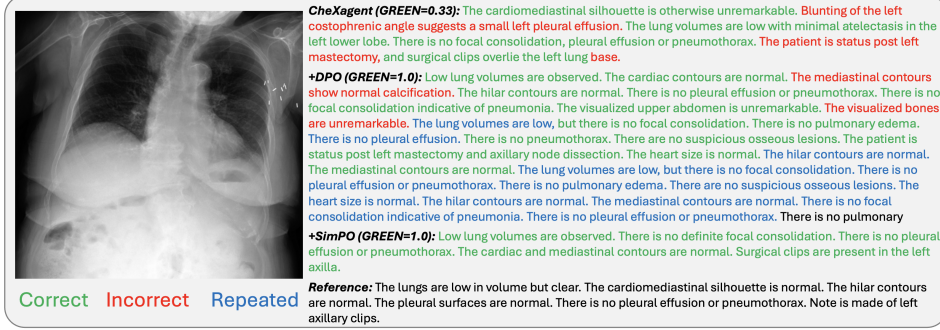 CheXagent (GREEN=0.33): The cardiomediastinal silhouette is otherwise unremarkable. Blunting of the left
costophrenic angle suggests a small left pleural effusion. The lung volumes are low with minimal atelectasis in the
left lower lobe. There is no focal consolidation, pleural effusion or pneumothorax. The patient is status post left
mastectomy, and surgical clips overlie the left lung base.
+DPO (GREEN=1.0): Low lung volumes are observed. The cardiac contours are normal. The mediastinal contours
show normal calcification. The hilar contours are normal. There is no pleural effusion or pneumothorax. There is no
focal consolidation indicative of pneumonia. The visualized upper abdomen is unremarkable. The visualized bones
are unremarkable. The lung volumes are low, but there is no focal consolidation. There is no pulmonary edema.
There is no pleural effusion. There is no pneumothorax. There are no suspicious osseous lesions. The patient is
status post left mastectomy and axillary node dissection. The heart size is normal. The hilar contours are normal.
The mediastinal contours are normal. The lung volumes are low, but there is no focal consolidation. There is no
pleural effusion or pneumothorax. There is no pulmonary edema. There are no suspicious osseous lesions. The
heart size is normal. The hilar contours are normal. The mediastinal contours are normal. There is no focal
consolidation indicative of pneumonia. There is no pleural effusion or pneumothorax. There is no pulmonary
+SimPO (GREEN=1.0): Low lung volumes are observed. There is no definite focal consolidation. There is no pleural
effusion or pneumothorax. The cardiac and mediastinal contours are normal. Surgical clips are present in the left
axilla.
Reference: The lungs are low in volume but clear. The cardiomediastinal silhouette is normal. The hilar contours
are normal. The pleural surfaces are normal. There is no pleural effusion or pneumothorax. Note is made of left
axillary clips.
Correct Incorrect Repeated